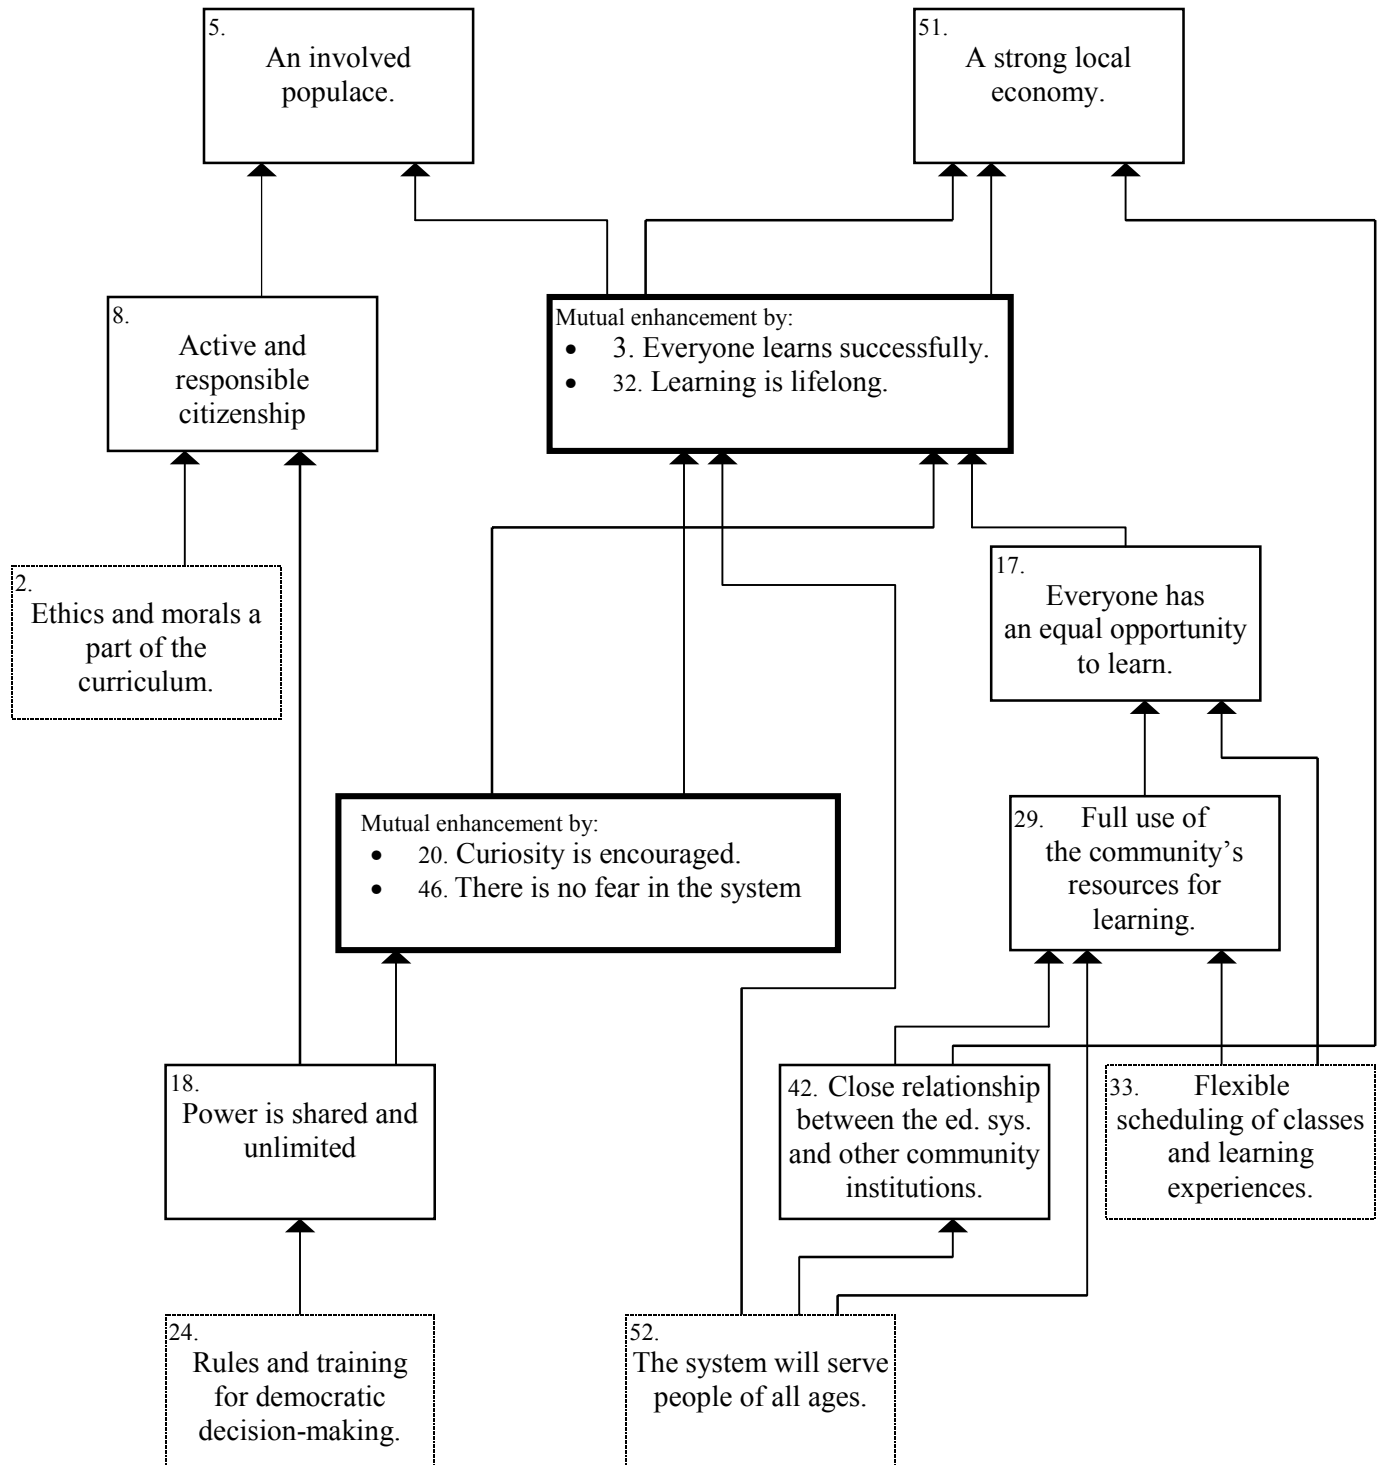 5.
An involved
populace.
51.
A strong local
economy.
8.
Active and
responsible
citizenship
Mutual enhancement by:
• 3. Everyone learns successfully.
• 32. Learning is lifelong.
2.
Ethics and morals a
part of the
curriculum.
17.
Everyone has
an equal opportunity
to learn.
Mutual enhancement by:
• 20. Curiosity is encouraged.
• 46. There is no fear in the system
29. Full use of
the community’s
resources for
learning.
18.
Power is shared and
unlimited
42. Close relationship
between the ed. sys.
and other community
institutions.
33. Flexible
scheduling of classes
and learning
experiences.
24.
Rules and training
for democratic
decision-making.
52.
The system will serve
people of all ages.